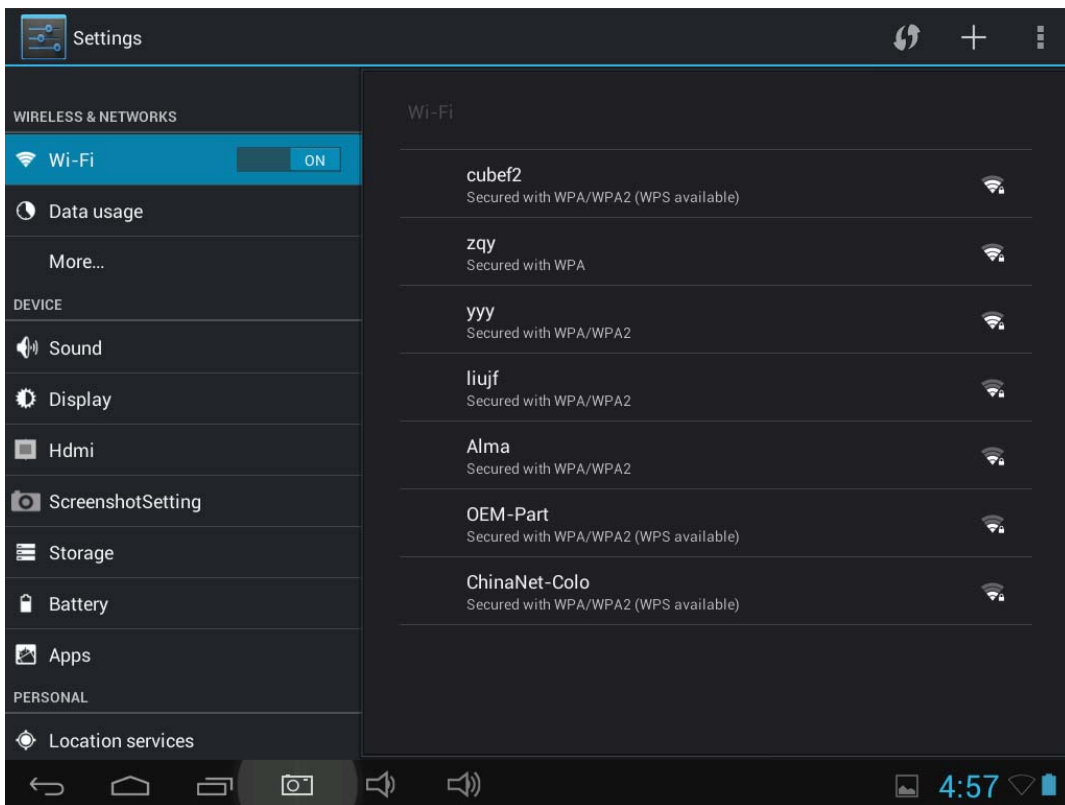 Settings
WIRELESS & NETWORKS
Wi-Fi
ON
Data usage
More...
DEVICE
Sound
Display
Hdmi
ScreenshotSetting
Storage
Battery
Apps
PERSONAL
Location services
Wi-Fi
cubef2
Secured with WPA/WPA2 (WPS available)
zqy
Secured with WPA
yyy
Secured with WPA/WPA2
liujf
Secured with WPA/WPA2
Alma
Secured with WPA/WPA2
OEM-Part
Secured with WPA/WPA2 (WPS available)
ChinaNet-Colo
Secured with WPA/WPA2 (WPS available)
4:57